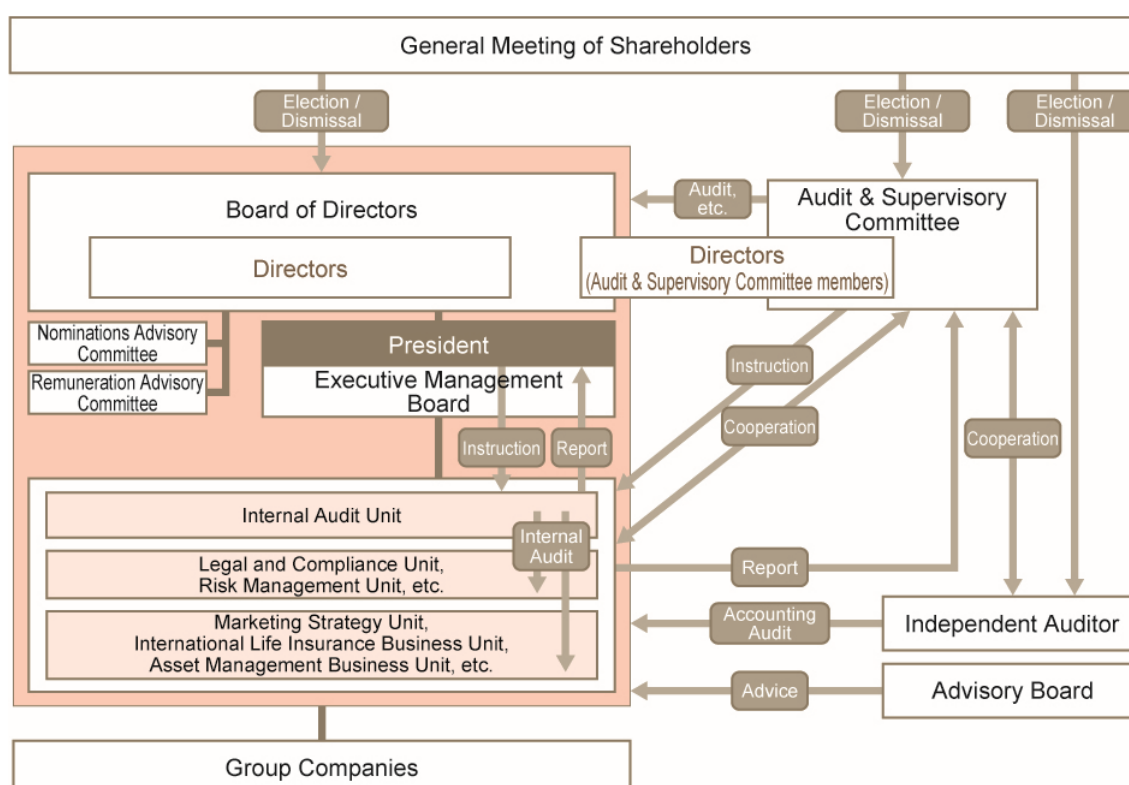 General Meeting of Shareholders
Election /
Dismissal
Election /
Dismissal
Election /
Dismissal
Board of Directors
Directors
Audit,
etc.
Audit & Supervisory
Committee
Directors
(Audit & Supervisory Committee members)
Nominations Advisory
Committee
Remuneration Advisory
Committee
President
Executive Management
Board
Instruction
Report
Instruction
Cooperation
Cooperation
Internal Audit Unit
Internal
Audit
Legal and Compliance Unit,
Risk Management Unit, etc.
Marketing Strategy Unit,
International Life Insurance Business Unit,
Asset Management Business Unit, etc.
Report
Accounting
Audit
Independent Auditor
Advice
Advisory Board
Group Companies